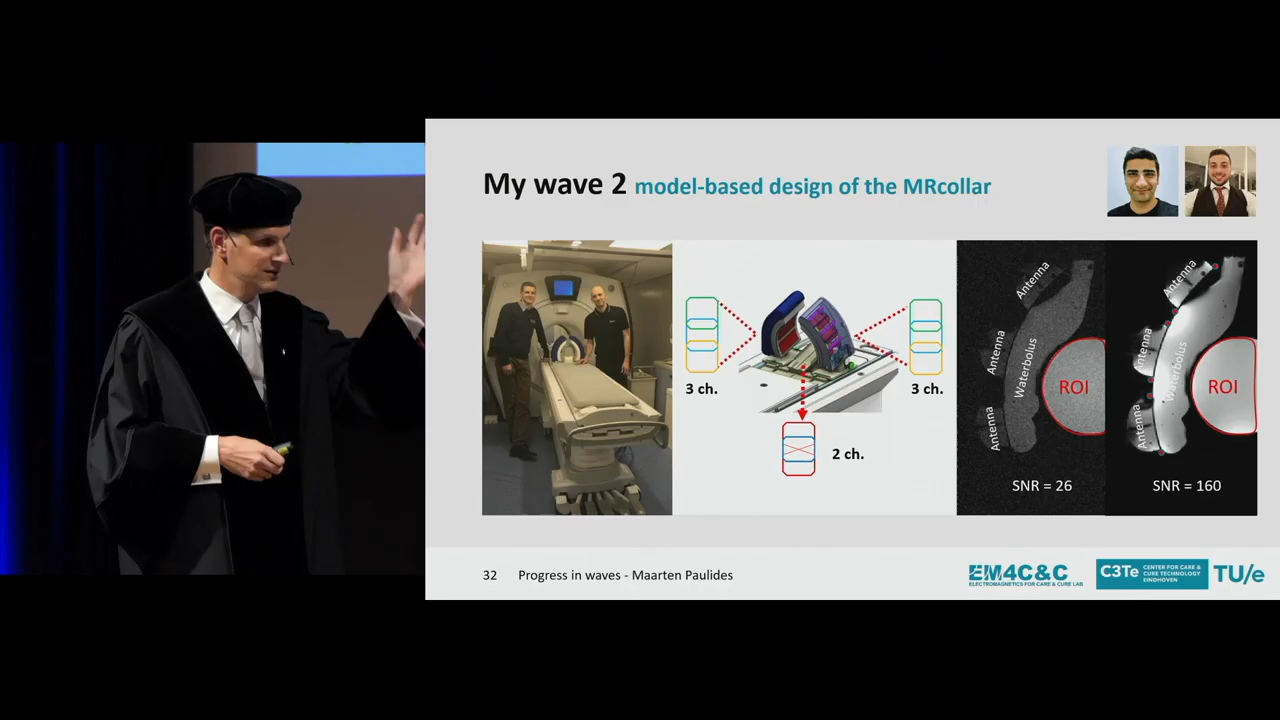 My wave 2 model-based design of the MRcollar
3 ch.
3 ch.
2 ch.
Antenna
Antenna
Antenna
Waterbolus
ROI
SNR = 26
Antenna
Antenna
Antenna
Waterbolus
ROI
SNR = 160
32 Progress in waves - Maarten Paulides
EM4C&C
ELECTROMAGNETICS FOR CARE & CURE LAB
C3Te
CENTER FOR CARE &
CURE TECHNOLOGY
EINDHOVEN
TU/e